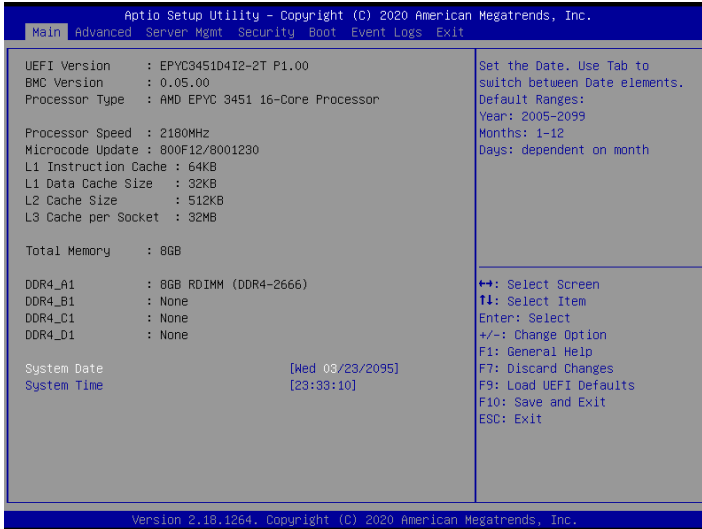 Aptio Setup Utility – Copyright (C) 2020 American Megatrends, Inc.
Main Advanced Server Mgmt Security Boot Event Logs Exit
UEFI Version : EPYC3451D4I2-2T P1.00
BMC Version : 0.05.00
Processor Type : AMD EPYC 3451 16-Core Processor
Processor Speed : 2180MHz
Microcode Update : 800F12/8001230
L1 Instruction Cache : 64KB
L1 Data Cache Size : 32KB
L2 Cache Size : 512KB
L3 Cache per Socket : 32MB
Total Memory : 8GB
DDR4_A1 : 8GB RDIMM (DDR4-2666)
DDR4_B1 : None
DDR4_C1 : None
DDR4_D1 : None
System Date [Wed 03/23/2095]
System Time [23:33:10]
Set the Date. Use Tab to
switch between Date elements.
Default Ranges:
Year: 2005-2099
Months: 1-12
Days: dependent on month
↔: Select Screen
↑↓: Select Item
Enter: Select
+/-: Change Option
F1: General Help
F7: Discard Changes
F9: Load UEFI Defaults
F10: Save and Exit
ESC: Exit
Version 2.18.1264. Copyright (C) 2020 American Megatrends, Inc.